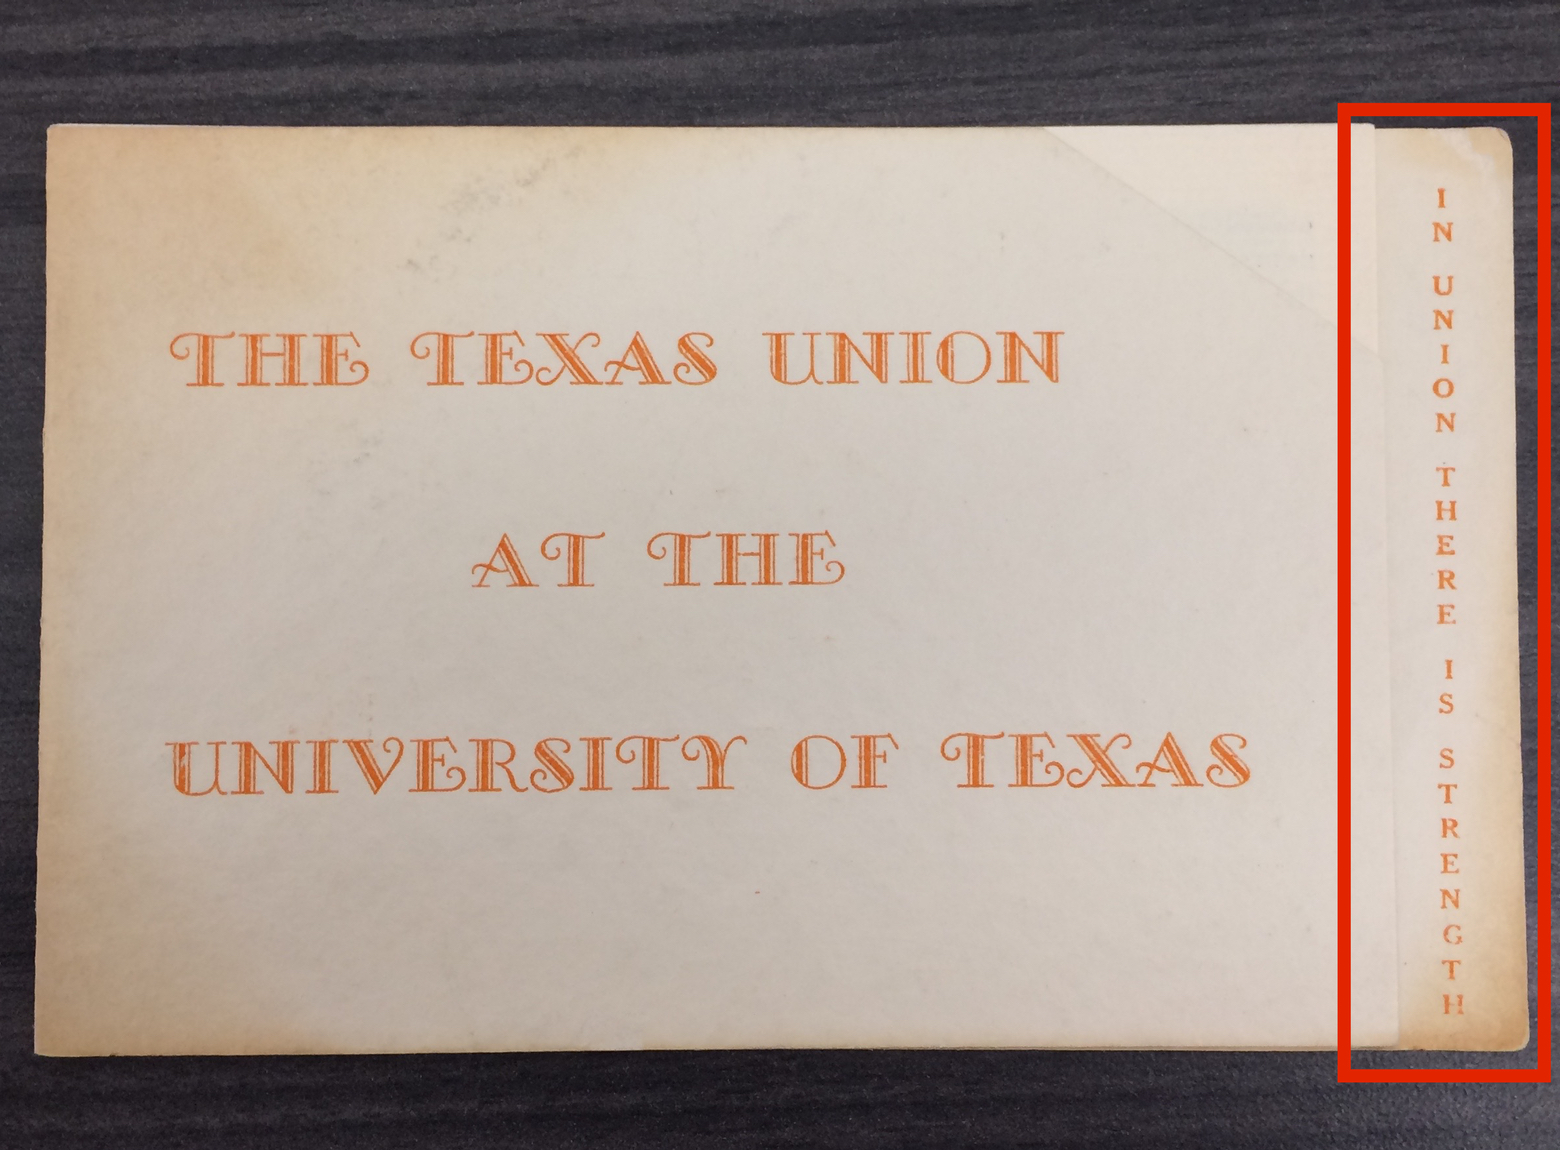 THE TEXAS UNION
AT THE
UNIVERSITY OF TEXAS
IN UNION THERE IS STRENGTH